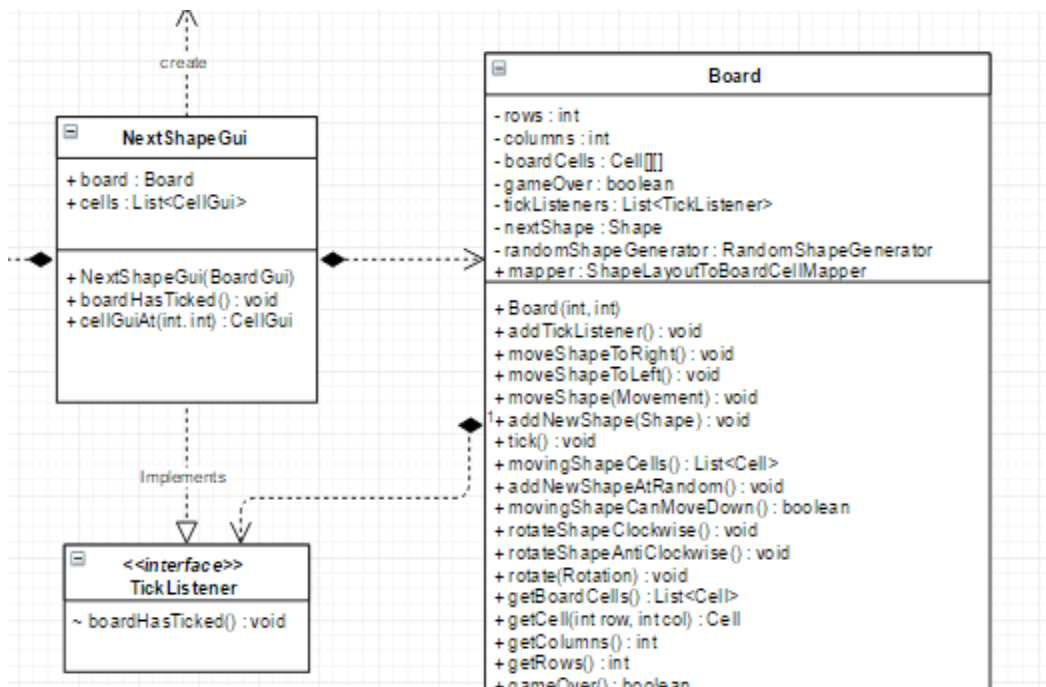 create
NextShapeGui
+ board : Board
+ cells : List<CellGui>
+ NextShapeGui(BoardGui)
+ boardHasTicked() : void
+ cellGuiAt(int. int) : CellGui
Implements
<<interface>>
TickListener
~ boardHasTicked() : void
Board
- rows : int
- columns : int
- boardCells : Cell[][]
- gameOver : boolean
- tickListeners : List<TickListener>
- nextShape : Shape
- randomShapeGenerator : RandomShapeGenerator
+ mapper : ShapeLayoutToBoardCellMapper
+ Board(int, int)
+ addTickListener() : void
+ moveShapeToRight() : void
+ moveShapeToLeft() : void
+ moveShape(Movement) : void
1
+ addNewShape(Shape) : void
+ tick() : void
+ movingShapeCells() : List<Cell>
+ addNewShapeAtRandom() : void
+ movingShapeCanMoveDown() : boolean
+ rotateShapeClockwise() : void
+ rotateShapeAntiClockwise() : void
+ rotate(Rotation) : void
+ getBoardCells() : List<Cell>
+ getCell(int row, int col) : Cell
+ getColumns() : int
+ getRows() : int
+ gameOver() : boolean